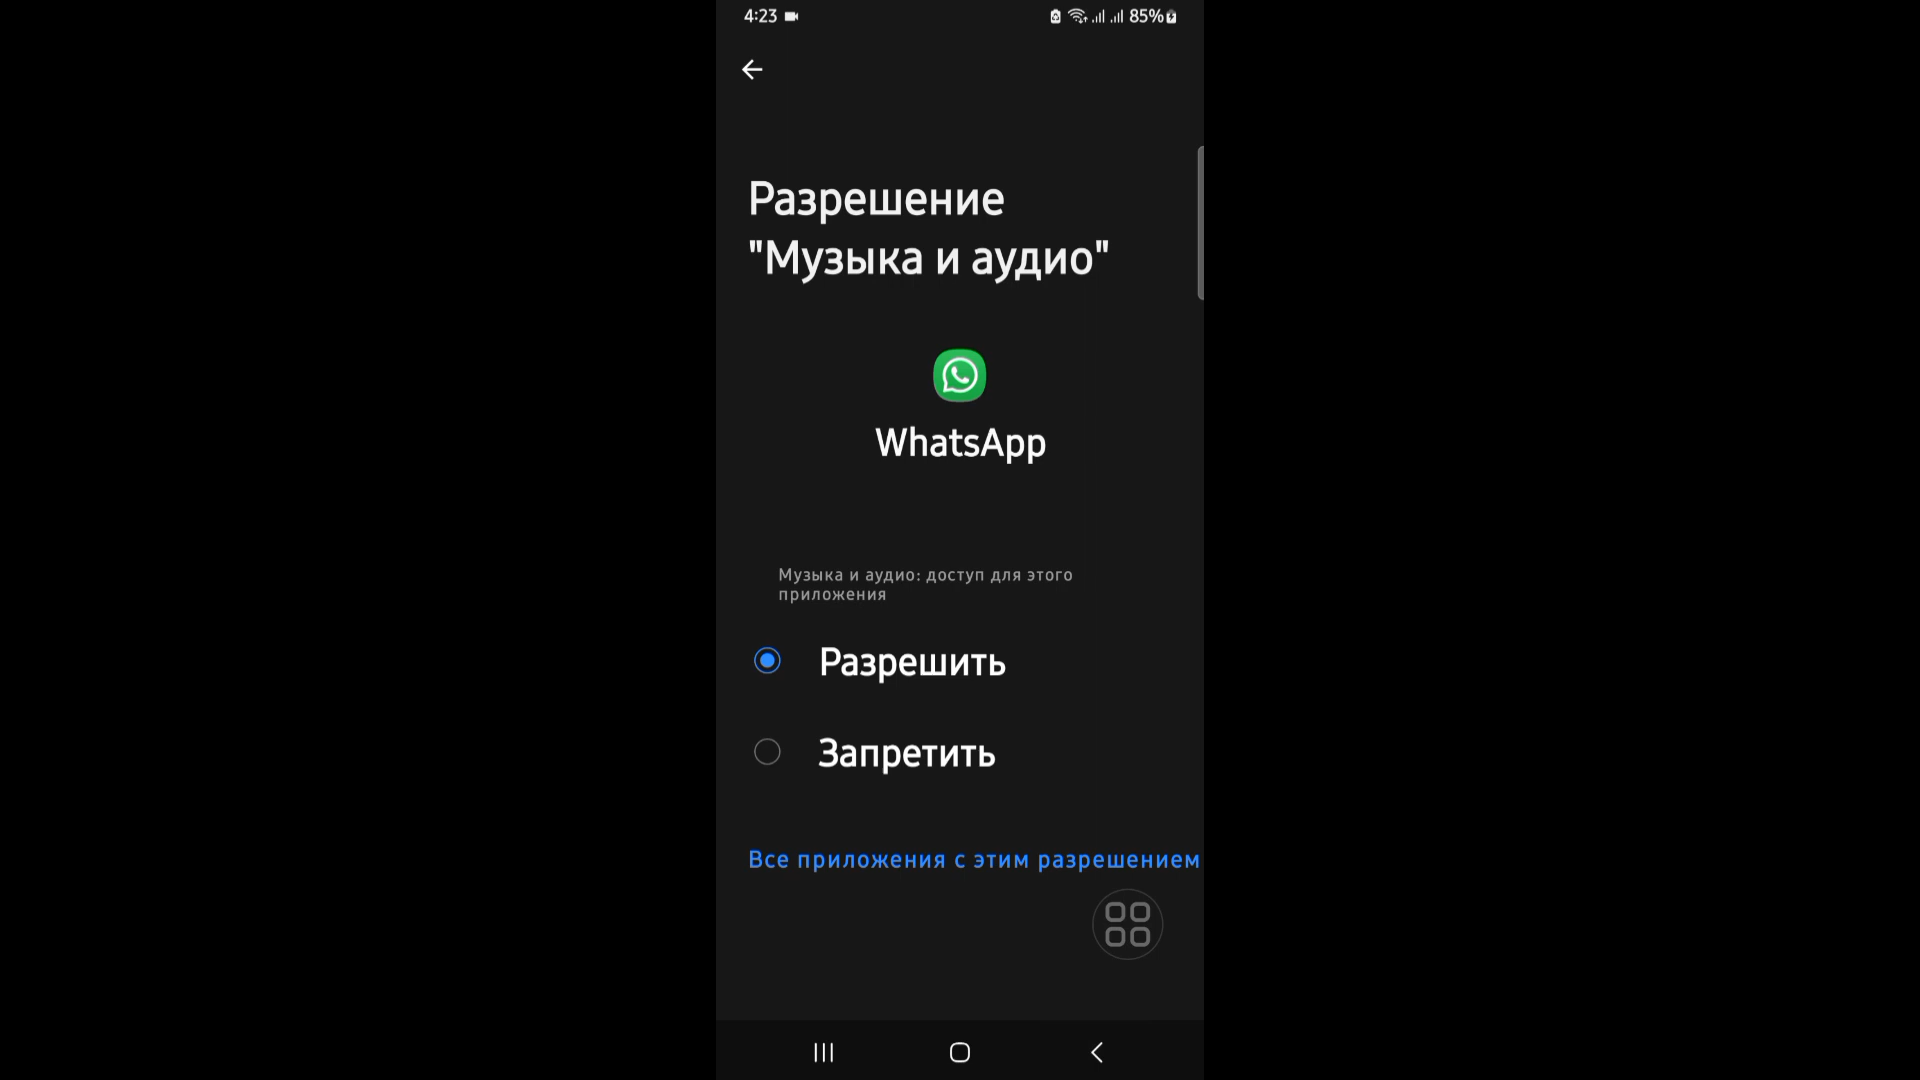 4:23
85%
Разрешение
"Музыка и аудио"
WhatsApp
Музыка и аудио: доступ для этого
приложения
Разрешить
Запретить
Все приложения с этим разрешением